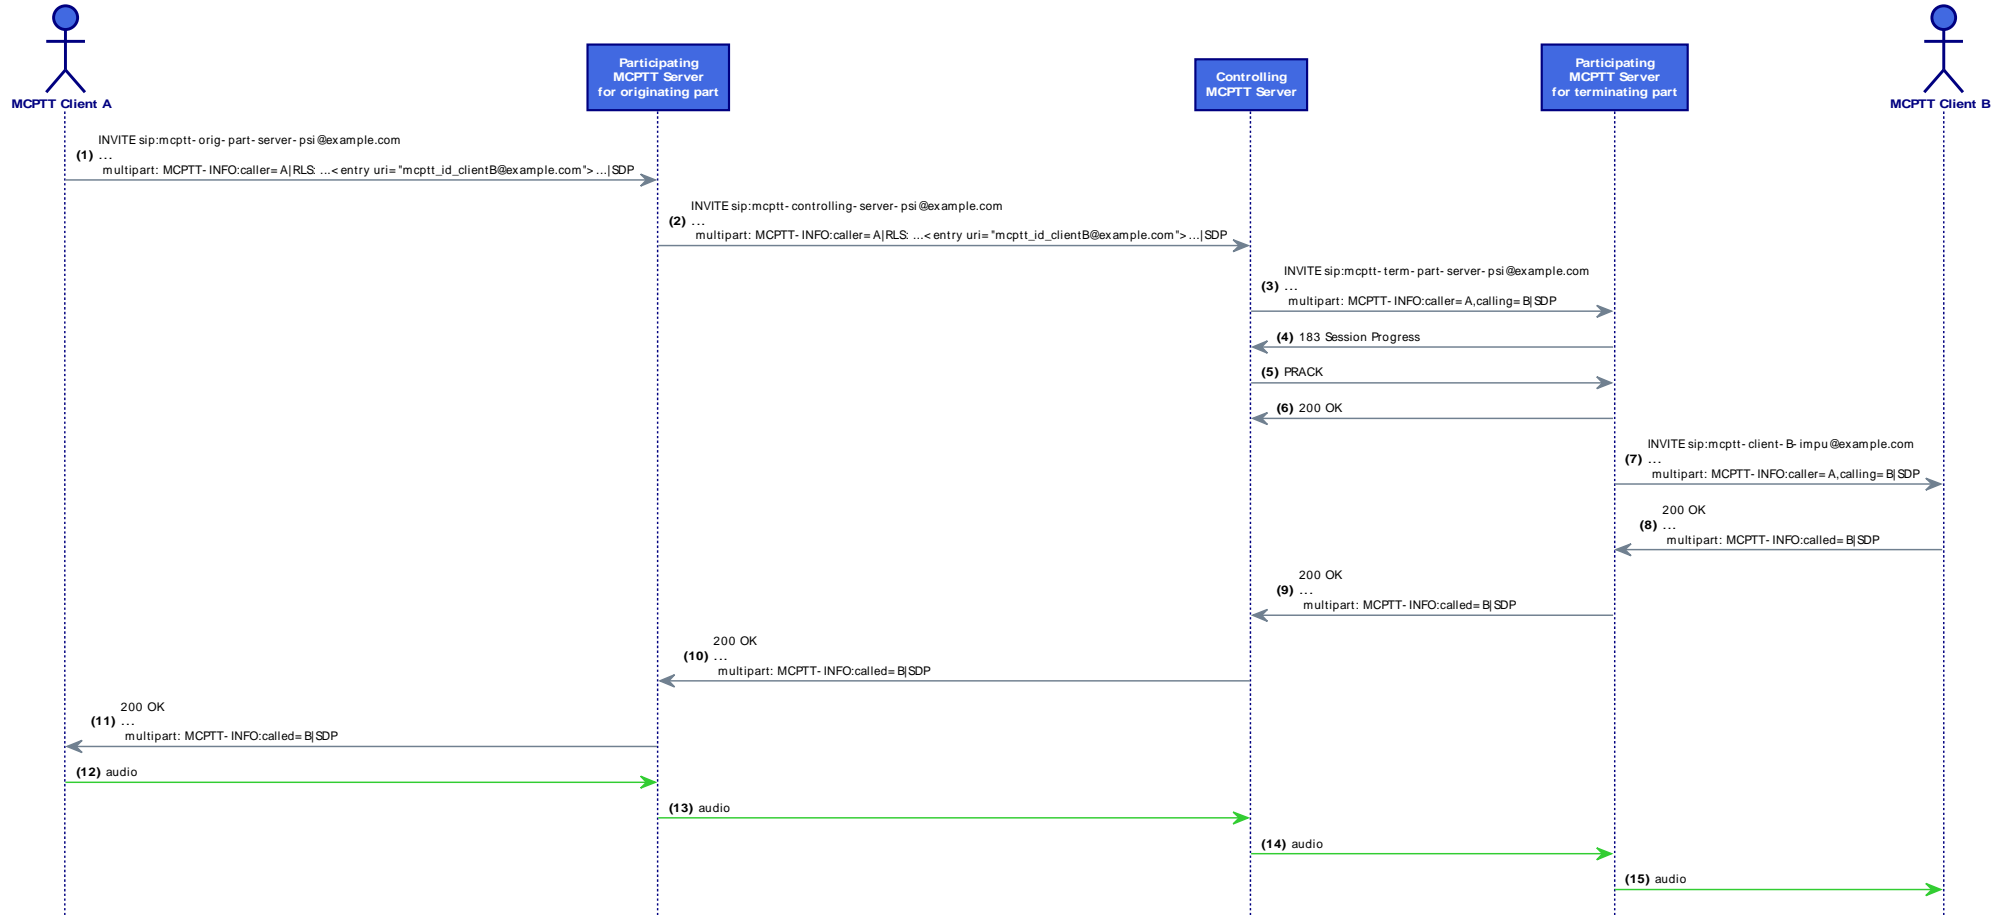 MCPTT Client A
Participating
MCPTT Server
for originating part
Controlling
MCPTT Server
Participating
MCPTT Server
for terminating part
MCPTT Client B
INVITE sip:mcptt-orig-part-server-psi@example.com
(1) ...
multipart: MCPTT-INFO:caller=A|RLS: ...<entry uri="mcptt_id_clientB@example.com">...|SDP
INVITE sip:mcptt-controlling-server-psi@example.com
(2) ...
multipart: MCPTT-INFO:caller=A|RLS: ...<entry uri="mcptt_id_clientB@example.com">...|SDP
INVITE sip:mcptt-term-part-server-psi@example.com
(3) ...
multipart: MCPTT-INFO:caller=A,calling=B|SDP
(4) 183 Session Progress
(5) PRACK
(6) 200 OK
INVITE sip:mcptt-client-B-impu@example.com
(7) ...
multipart: MCPTT-INFO:caller=A,calling=B|SDP
200 OK
(8) ...
multipart: MCPTT-INFO:called=B|SDP
200 OK
(9) ...
multipart: MCPTT-INFO:called=B|SDP
200 OK
(10) ...
multipart: MCPTT-INFO:called=B|SDP
200 OK
(11) ...
multipart: MCPTT-INFO:called=B|SDP
(12) audio
(13) audio
(14) audio
(15) audio